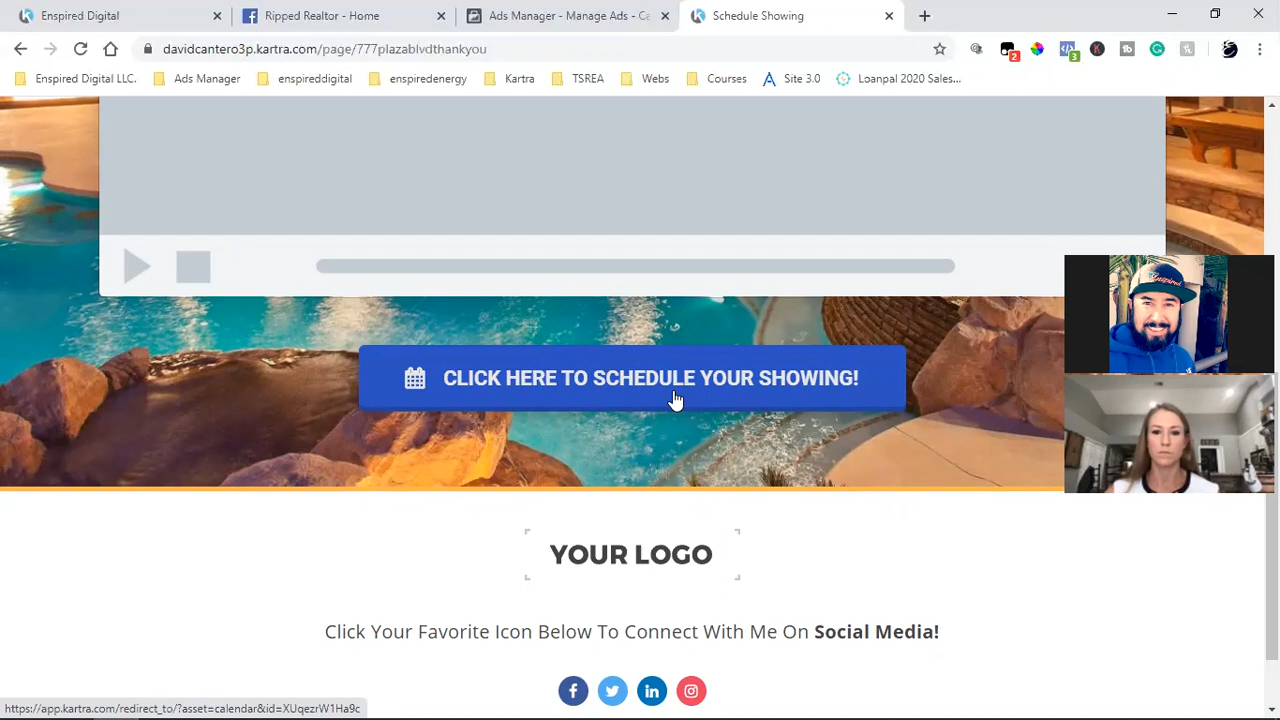 Enspired Digital
Ripped Realtor - Home
Ads Manager - Manage Ads - Ca
Schedule Showing
davidcantero3p.kartra.com/page/777plazablvdthankyou
2
3
Enspired Digital LLC.
Ads Manager
enspireddigital
enspiredenergy
Kartra
TSREA
Webs
Courses
Site 3.0
Loanpal 2020 Sales...
CLICK HERE TO SCHEDULE YOUR SHOWING!
YOUR LOGO
Click Your Favorite Icon Below To Connect With Me On Social Media!
https://app.kartra.com/redirect_to/?asset=calendar&id=XUqezrW1Ha9c